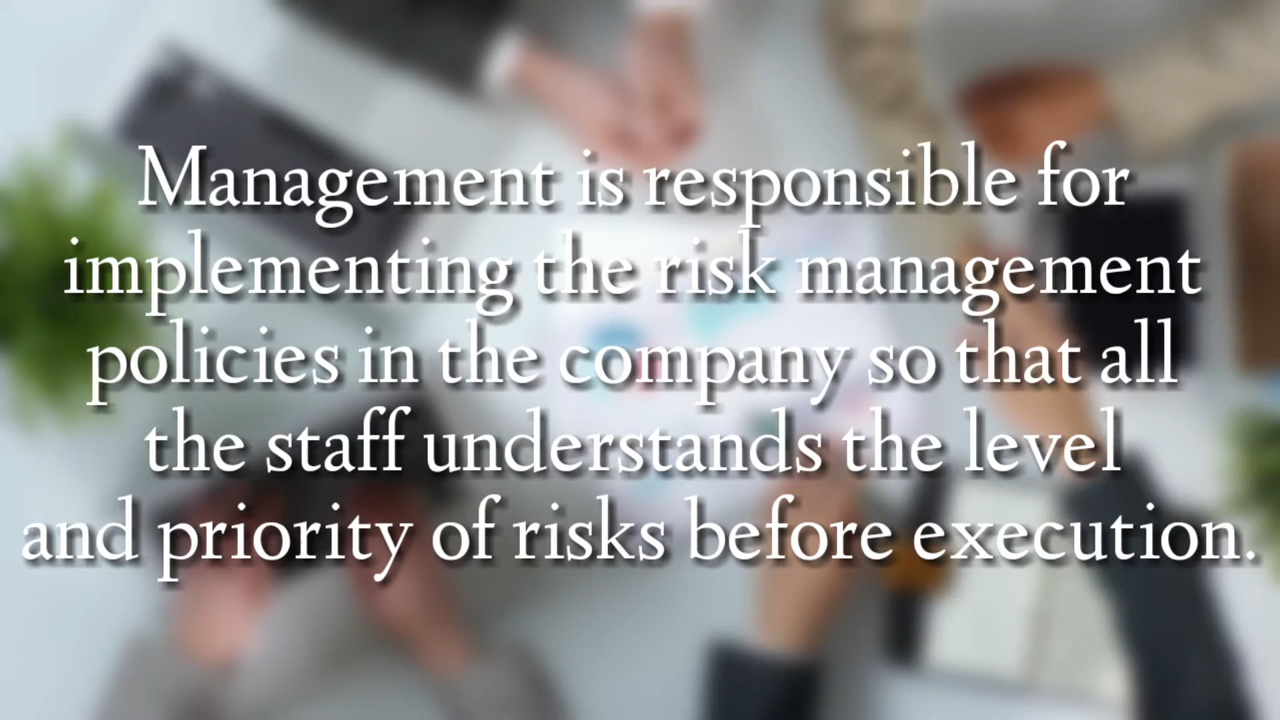 Management is responsible for
implementing the risk management
policies in the company so that all
the staff understands the level
and priority of risks before execution.